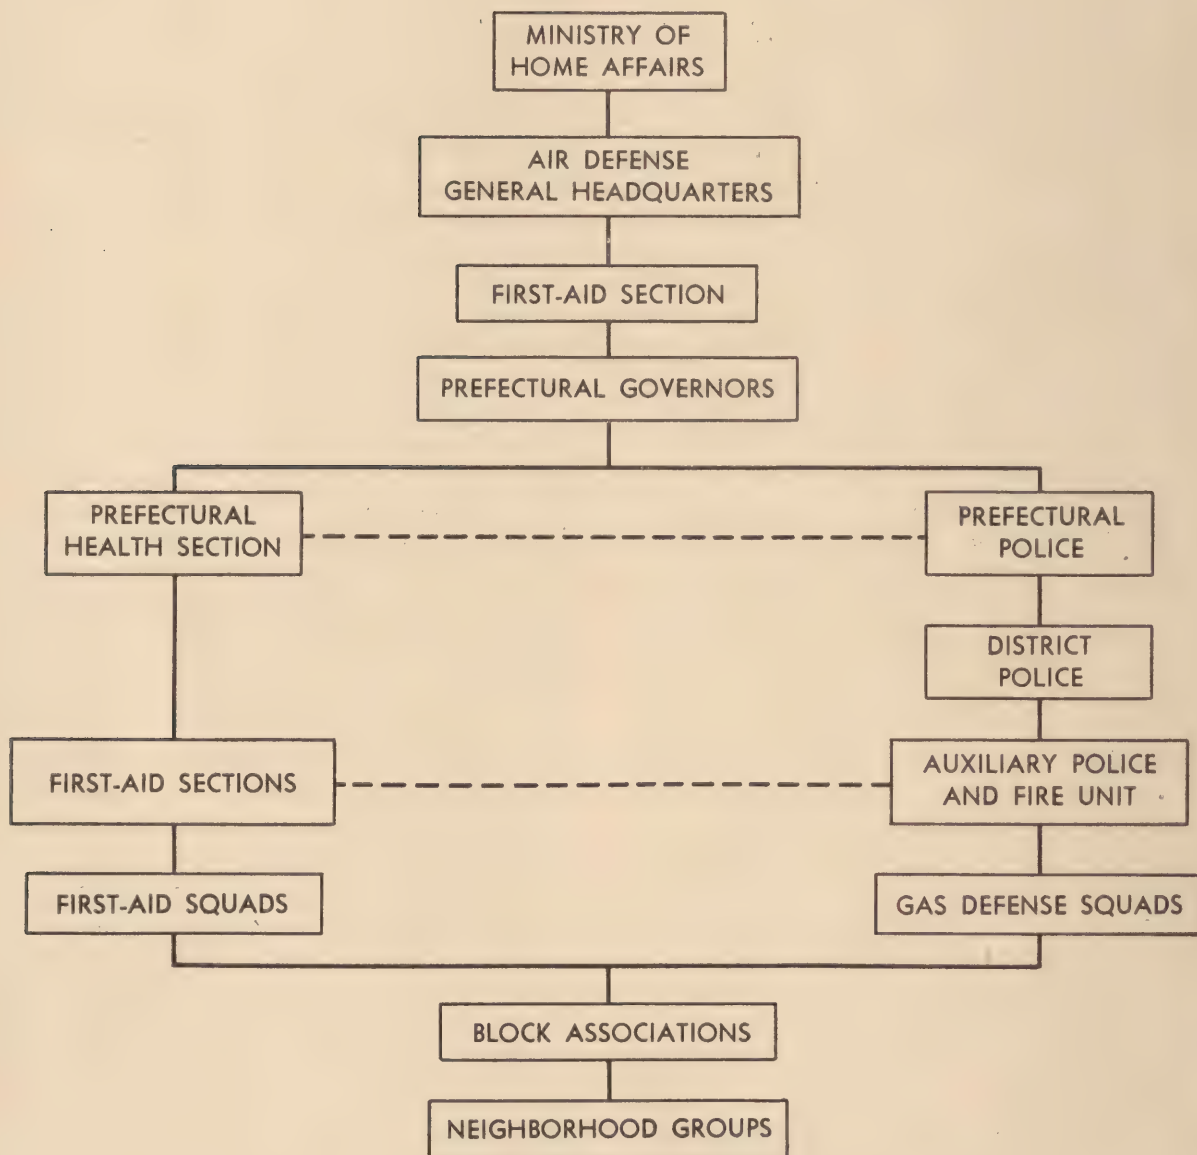 MINISTRY OF
HOME AFFAIRS
AIR DEFENSE
GENERAL HEADQUARTERS
FIRST-AID SECTION
PREFECTURAL GOVERNORS
PREFECTURAL
HEALTH SECTION
PREFECTURAL
POLICE
DISTRICT
POLICE
FIRST-AID SECTIONS
AUXILIARY POLICE
AND FIRE UNIT
FIRST-AID SQUADS
GAS DEFENSE SQUADS
BLOCK ASSOCIATIONS
NEIGHBORHOOD GROUPS